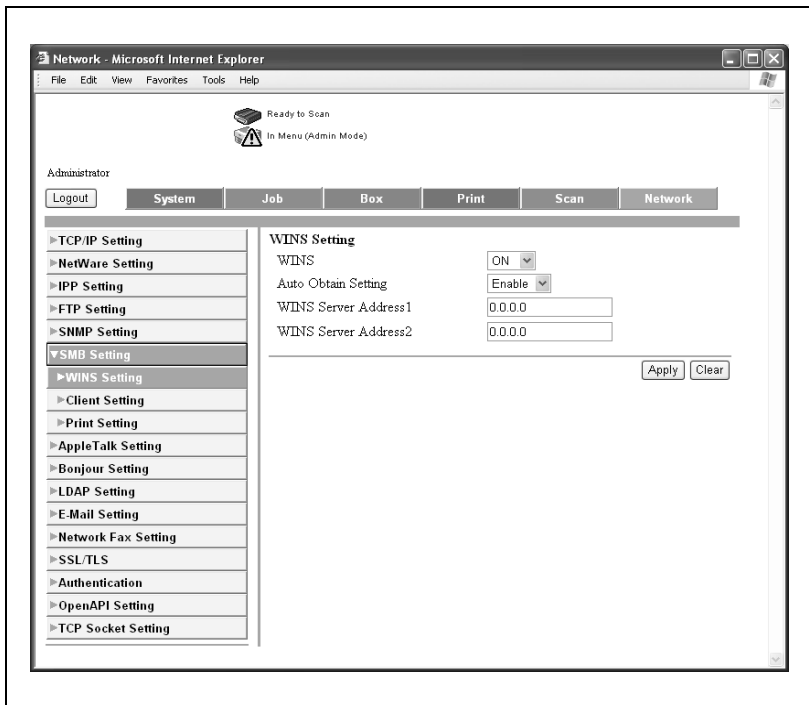 Network - Microsoft Internet Explorer
File Edit View Favorites Tools Help
Ready to Scan
In Menu (Admin Mode)
Administrator
Logout System Job Box Print Scan Network
TCP/IP Setting
NetWare Setting
IPP Setting
FTP Setting
SNMP Setting
SMB Setting
WINS Setting
Client Setting
Print Setting
AppleTalk Setting
Bonjour Setting
LDAP Setting
E-Mail Setting
Network Fax Setting
SSL/TLS
Authentication
OpenAPI Setting
TCP Socket Setting
WINS Setting
WINS ON
Auto Obtain Setting Enable
WINS Server Address1 0.0.0.0
WINS Server Address2 0.0.0.0
Apply Clear